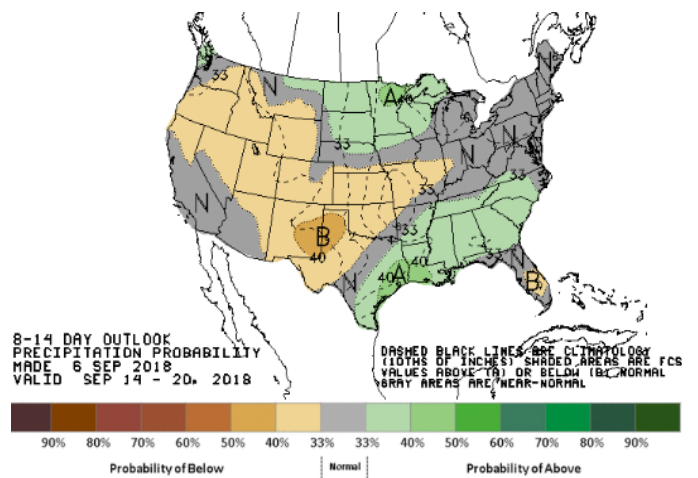 33
N
A
40
N
33
33
N
N
33
B
40
33
N
40
40
A
N
N
B
8-14 DAY OUTLOOK
PRECIPITATION PROBABILITY
MADE 6 SEP 2018
VALID SEP 14 - 20, 2018
DASHED BLACK LINES ARE CLIMATOLOGY
(10THS OF INCHES) SHADED AREAS ARE FCST
VALUES ABOVE (A) OR BELOW (B) NORMAL
GRAY AREAS ARE NEAR-NORMAL
90% 80% 70% 60% 50% 40% 33% 33% 40% 50% 60% 70% 80% 90%
Probability of Below Normal Probability of Above